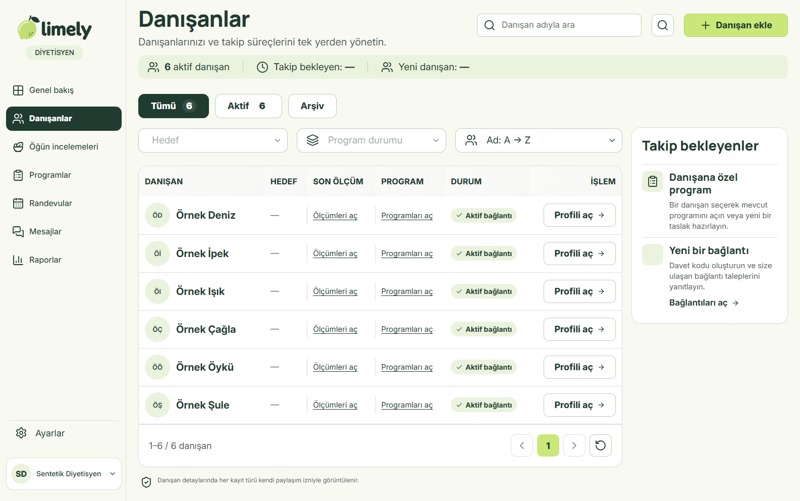 limely
DİYETİSYEN
Genel bakış
Danışanlar
Öğün incelemeleri
Programlar
Randevular
Mesajlar
Raporlar
Ayarlar
SD Sentetik Diyetisyen
Danışanlar
Danışanlarınızı ve takip süreçlerini tek yerden yönetin.
Danışan adıyla ara
+ Danışan ekle
6 aktif danışan
Takip bekleyen: —
Yeni danışan: —
Tümü 6
Aktif 6
Arşiv
Hedef
Program durumu
Ad: A → Z
DANIŞAN HEDEF SON ÖLÇÜM PROGRAM DURUM İŞLEM
ÖD Örnek Deniz — Ölçümleri aç Programları aç ✓ Aktif bağlantı Profili aç →
Öİ Örnek İpek — Ölçümleri aç Programları aç ✓ Aktif bağlantı Profili aç →
ÖI Örnek Işık — Ölçümleri aç Programları aç ✓ Aktif bağlantı Profili aç →
ÖÇ Örnek Çağla — Ölçümleri aç Programları aç ✓ Aktif bağlantı Profili aç →
ÖÖ Örnek Öykü — Ölçümleri aç Programları aç ✓ Aktif bağlantı Profili aç →
ÖŞ Örnek Şule — Ölçümleri aç Programları aç ✓ Aktif bağlantı Profili aç →
1–6 / 6 danışan
1
Danışan detaylarında her kayıt türü kendi paylaşım izniyle görüntülenir.
Takip bekleyenler
Danışana özel
program
Bir danışan seçerek mevcut
programını açın veya yeni bir
taslak hazırlayın.
Yeni bir bağlantı
Davet kodu oluşturun ve size
ulaşan bağlantı taleplerini
yanıtlayın.
Bağlantıları aç →